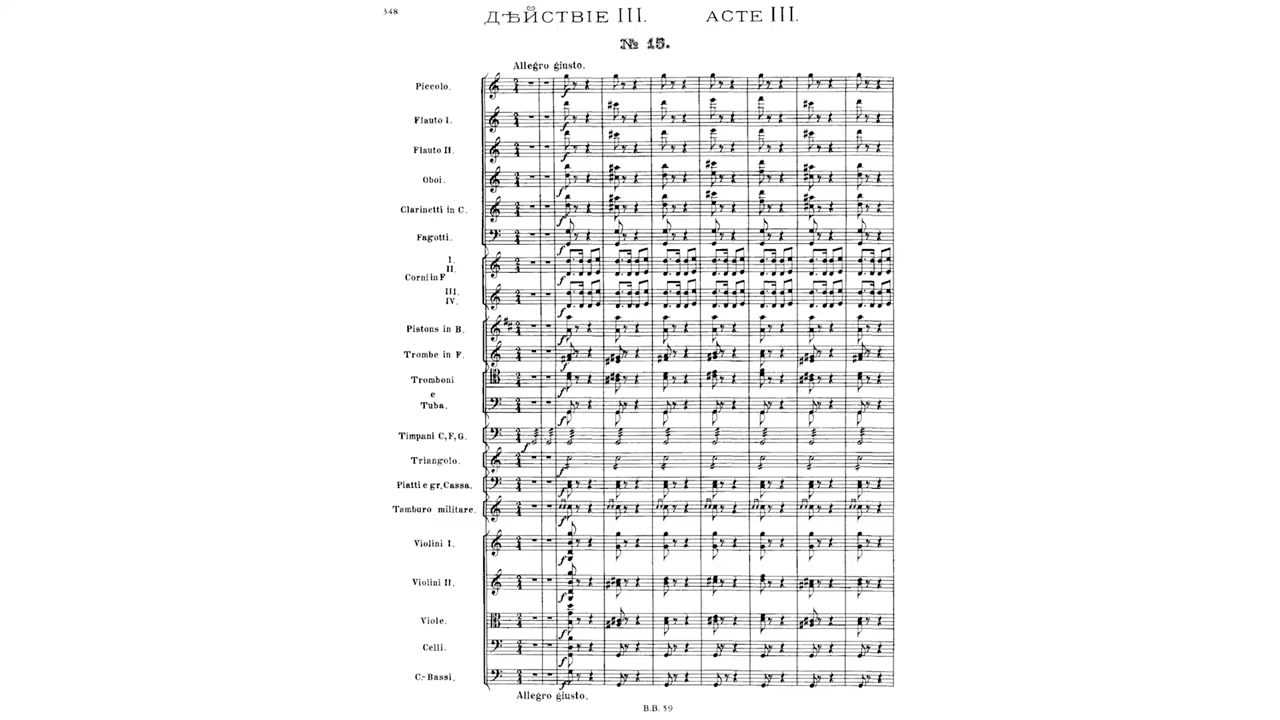 348
ДѢЙСТВІЕ III. ACTE III.
№ 15.
Allegro giusto.
Piccolo.
Flauto I.
Flauto II.
Oboi.
Clarinetti in C.
Fagotti.
I.
II.
Corni in F
III.
IV.
Pistons in B.
Trombe in F.
Tromboni
e
Tuba.
Timpani C, F, G.
Triangolo.
Piatti e gr. Cassa.
Tamburo militare.
Violini I.
Violini II.
Viole.
Celli.
C.-Bassi.
Allegro giusto.
B.B. 59